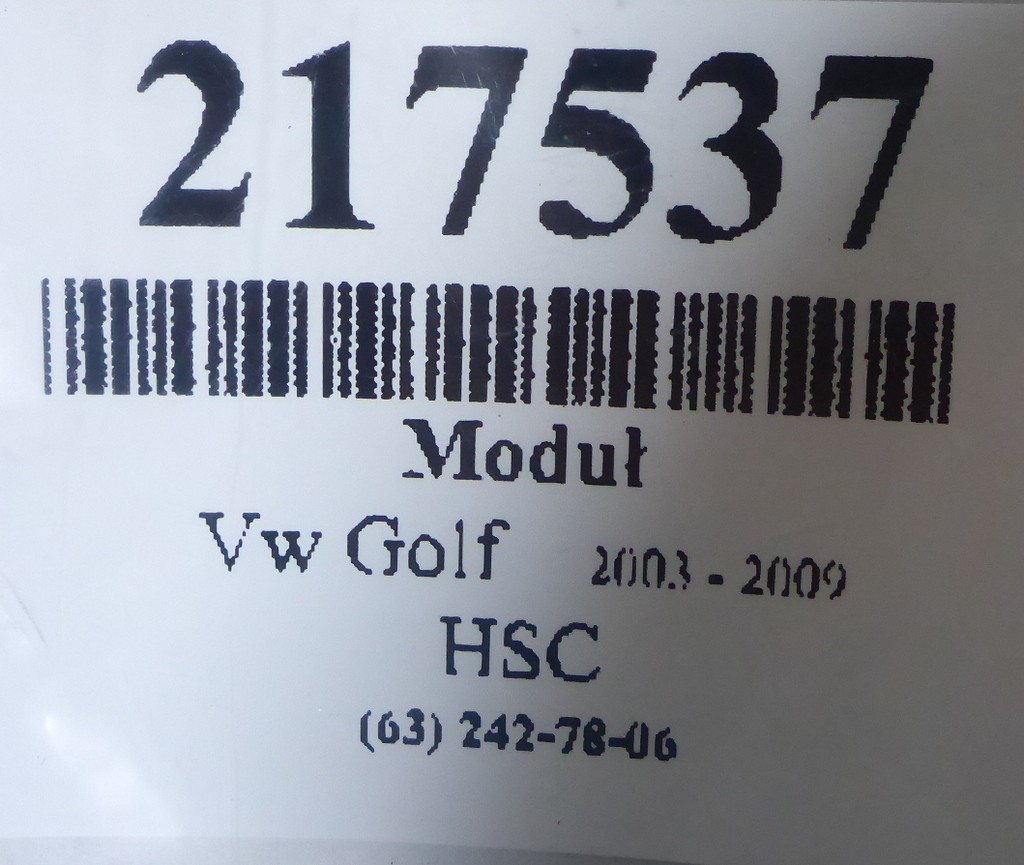 217537
Moduł
Vw Golf 2003 - 2009
HSC
(63) 242-78-06